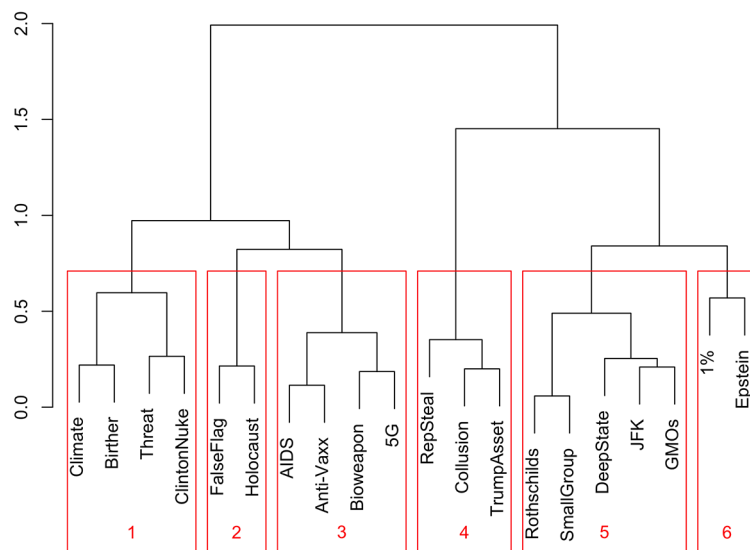 2.0
1.5
1.0
0.5
0.0
Climate
Birther
Threat
ClintonNuke
FalseFlag
Holocaust
AIDS
Anti-Vaxx
Bioweapon
5G
RepSteal
Collusion
TrumpAsset
Rothschilds
SmallGroup
DeepState
JFK
GMOs
1%
Epstein
1
2
3
4
5
6